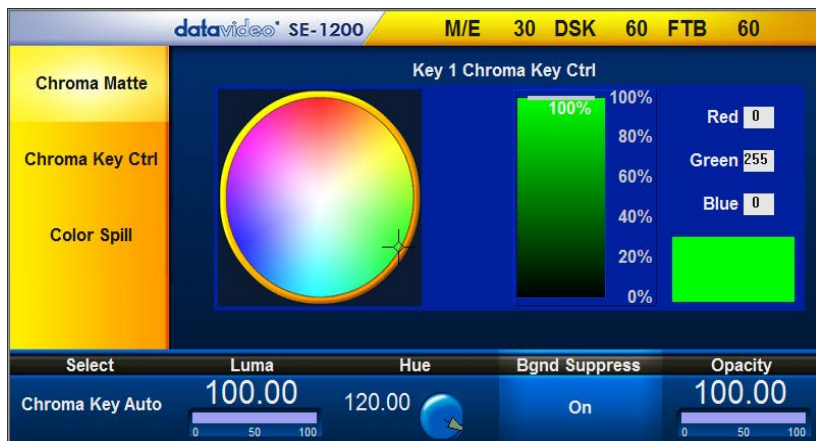 datavideo SE-1200 M/E 30 DSK 60 FTB 60
Chroma Matte
Chroma Key Ctrl
Color Spill
Key 1 Chroma Key Ctrl
100%
100%
80%
60%
40%
20%
0%
Red 0
Green 255
Blue 0
Select Luma Hue Bgnd Suppress Opacity
Chroma Key Auto 100.00 120.00 On 100.00
0 50 100 0 50 100